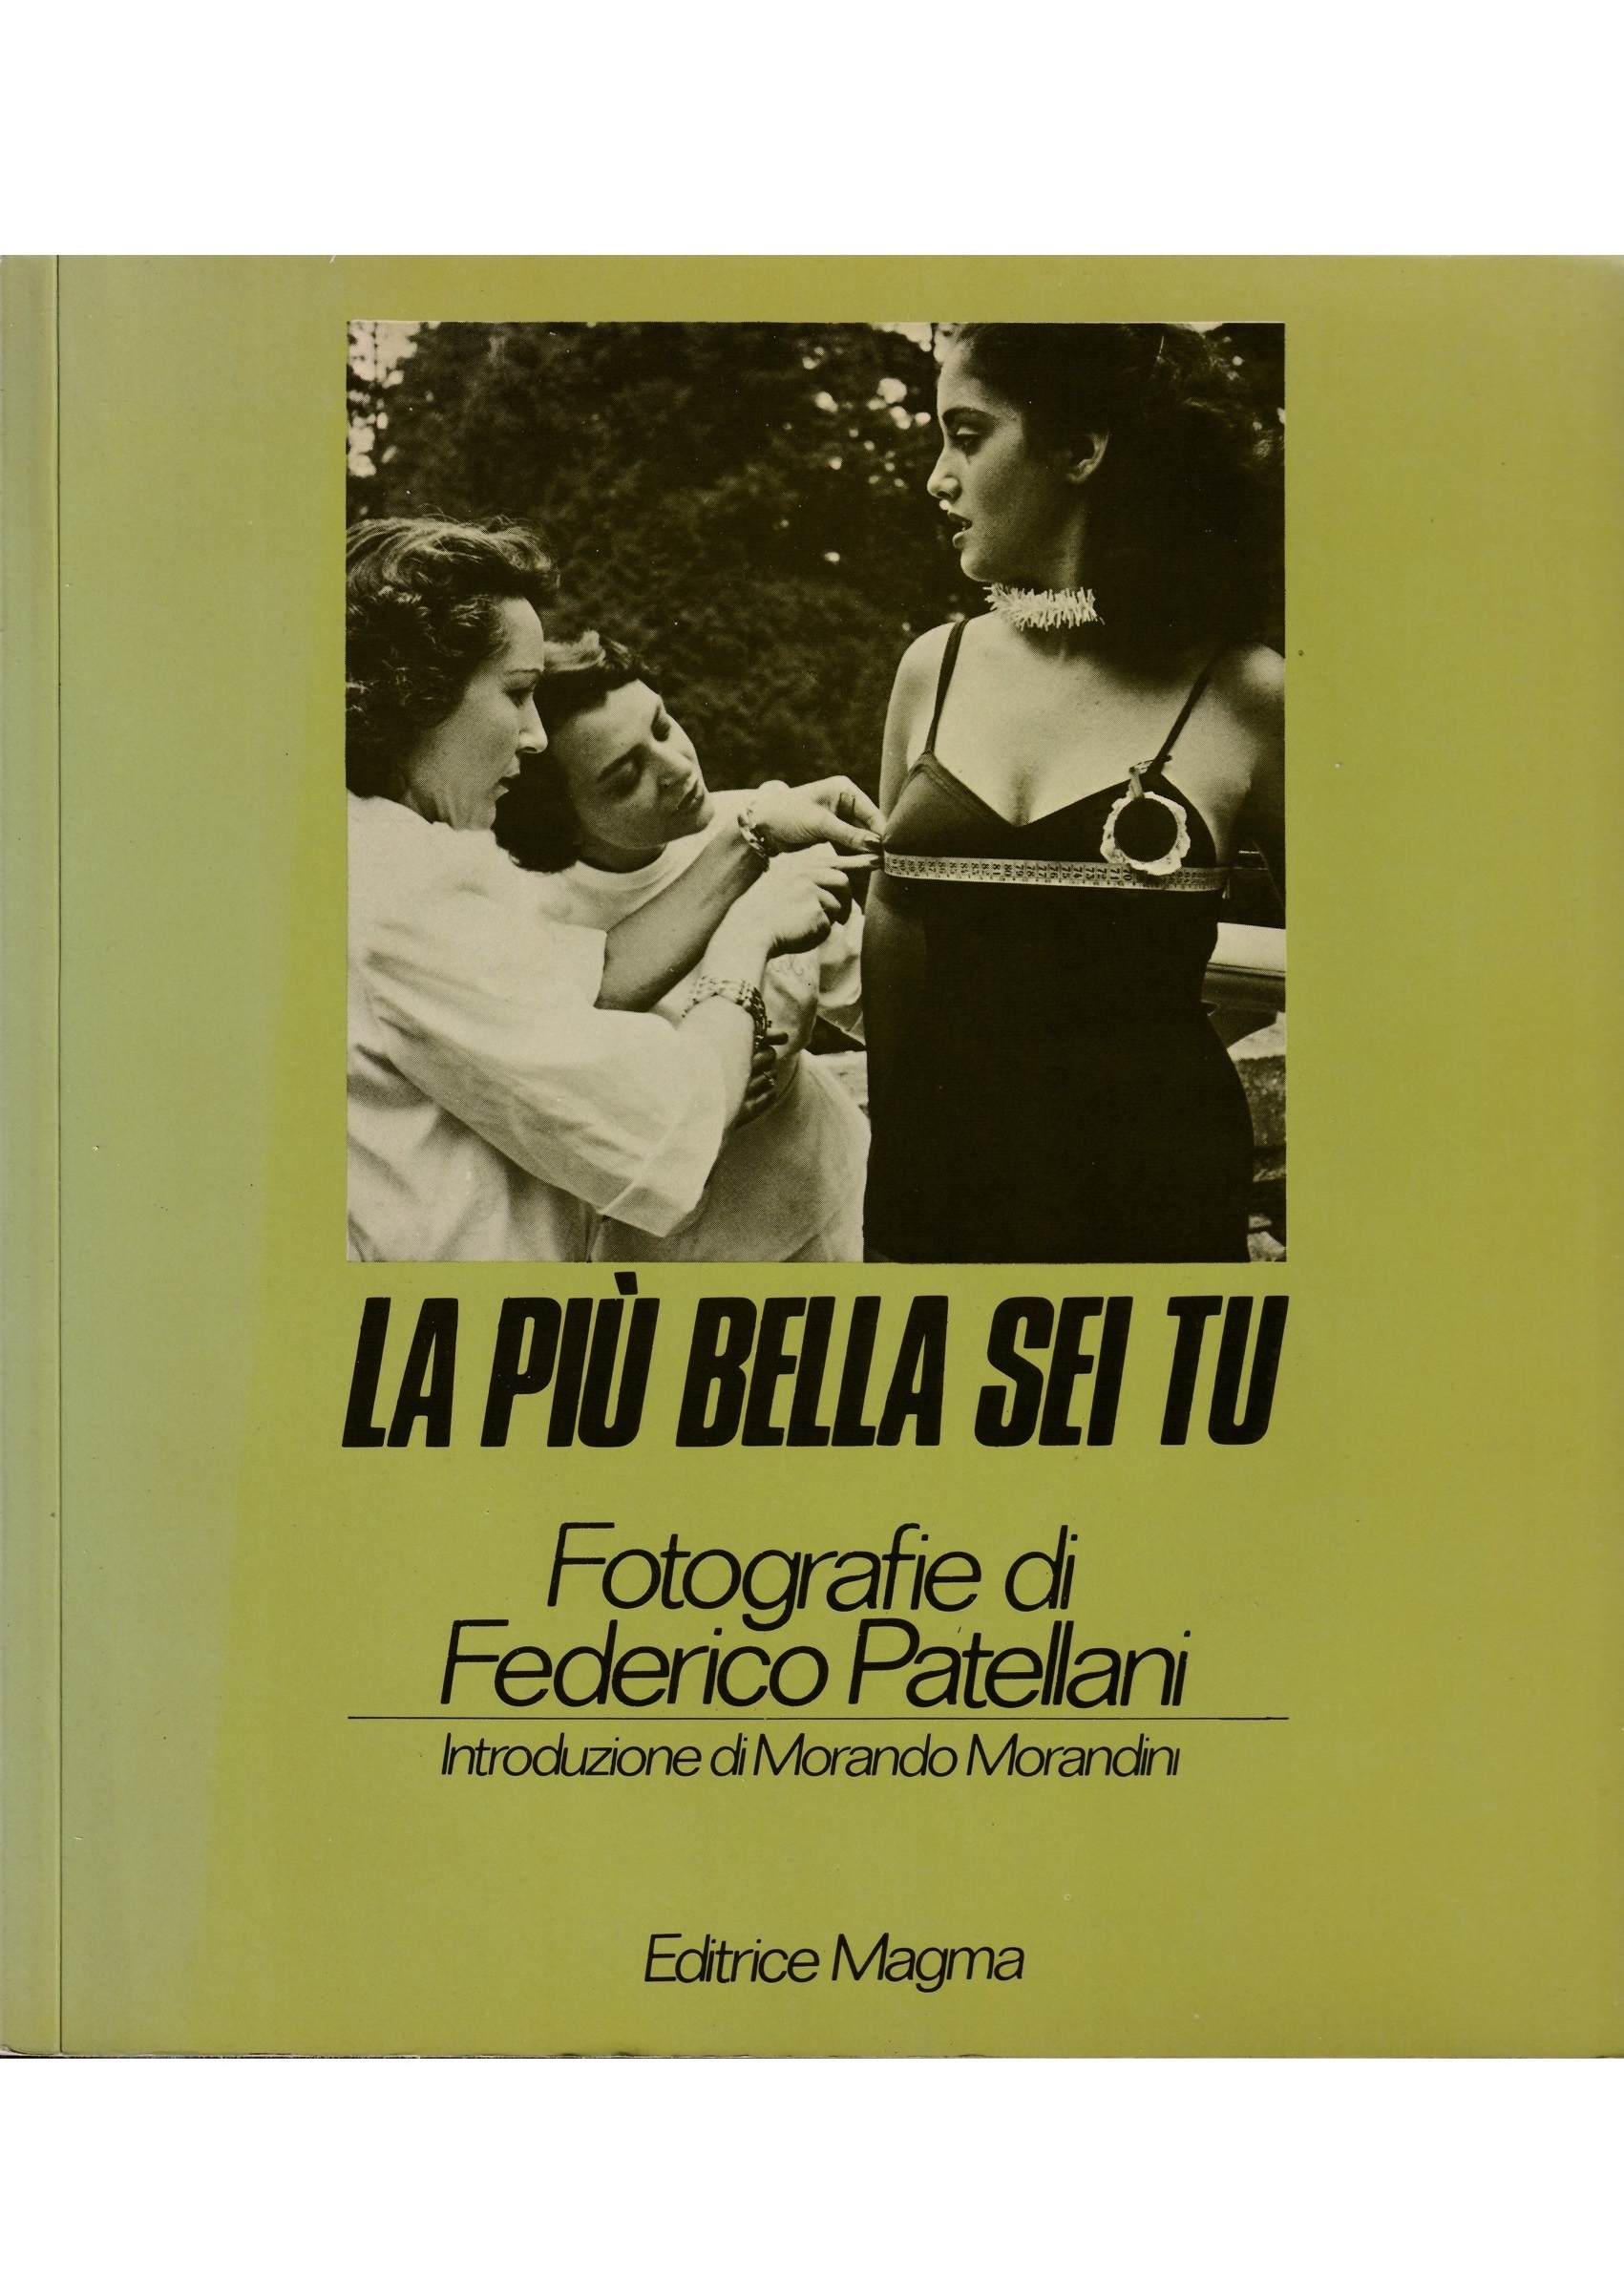 LA PIÙ BELLA SEI TU
Fotografie di
Federico Patellani
Introduzione di Morando Morandini
Editrice Magma